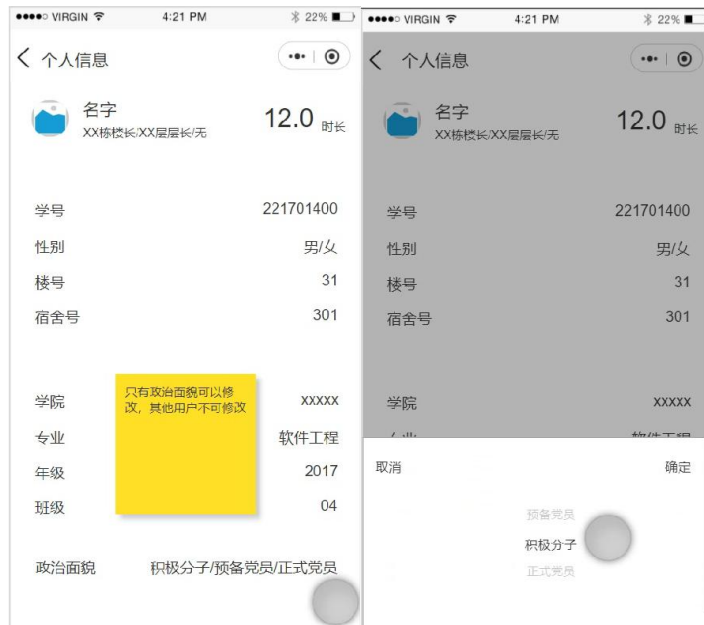 VIRGIN 4:21 PM 22%
个人信息
名字
XX栋楼长/XX层层长/无
12.0 时长
学号 221701400
性别 男/女
楼号 31
宿舍号 301
只有政治面貌可以修
改，其他用户不可修改
学院 xxxxx
专业 软件工程
年级 2017
班级 04
政治面貌 积极分子/预备党员/正式党员
VIRGIN 4:21 PM 22%
个人信息
名字
XX栋楼长/XX层层长/无
12.0 时长
学号 221701400
性别 男/女
楼号 31
宿舍号 301
学院 xxxxx
专业 软件工程
取消 确定
预备党员
积极分子
正式党员